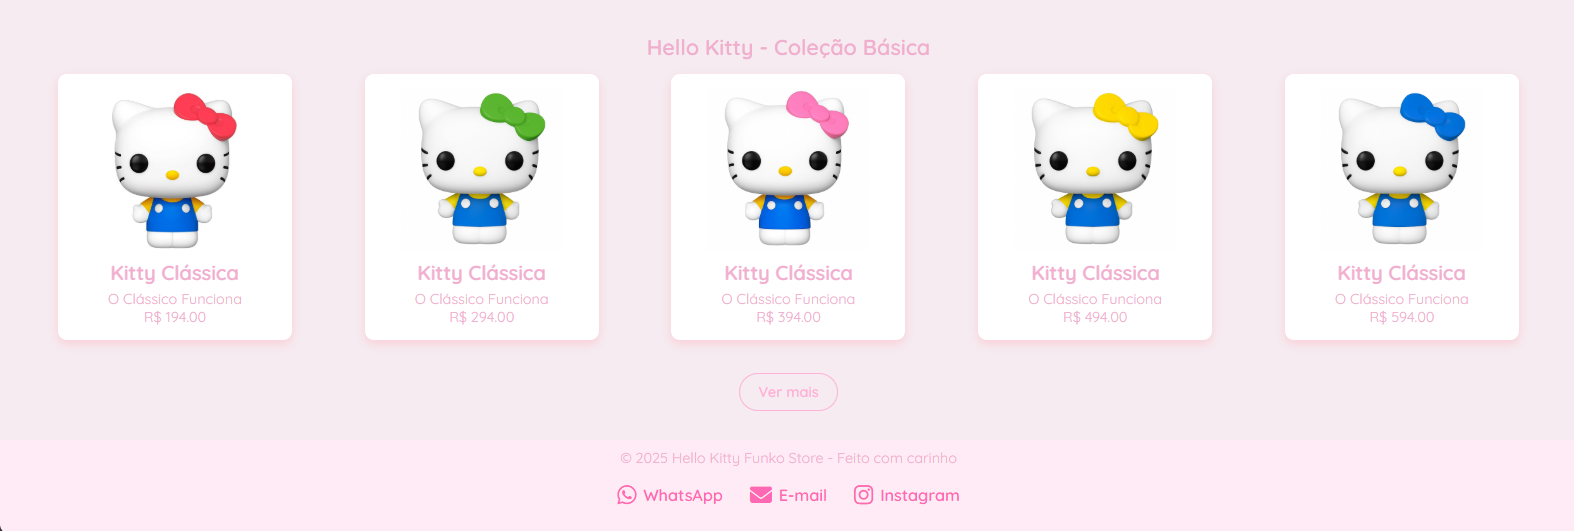 Hello Kitty - Coleção Básica
Kitty Clássica
O Clássico Funciona
R$ 194.00
Kitty Clássica
O Clássico Funciona
R$ 294.00
Kitty Clássica
O Clássico Funciona
R$ 394.00
Kitty Clássica
O Clássico Funciona
R$ 494.00
Kitty Clássica
O Clássico Funciona
R$ 594.00
Ver mais
© 2025 Hello Kitty Funko Store - Feito com carinho
WhatsApp E-mail Instagram